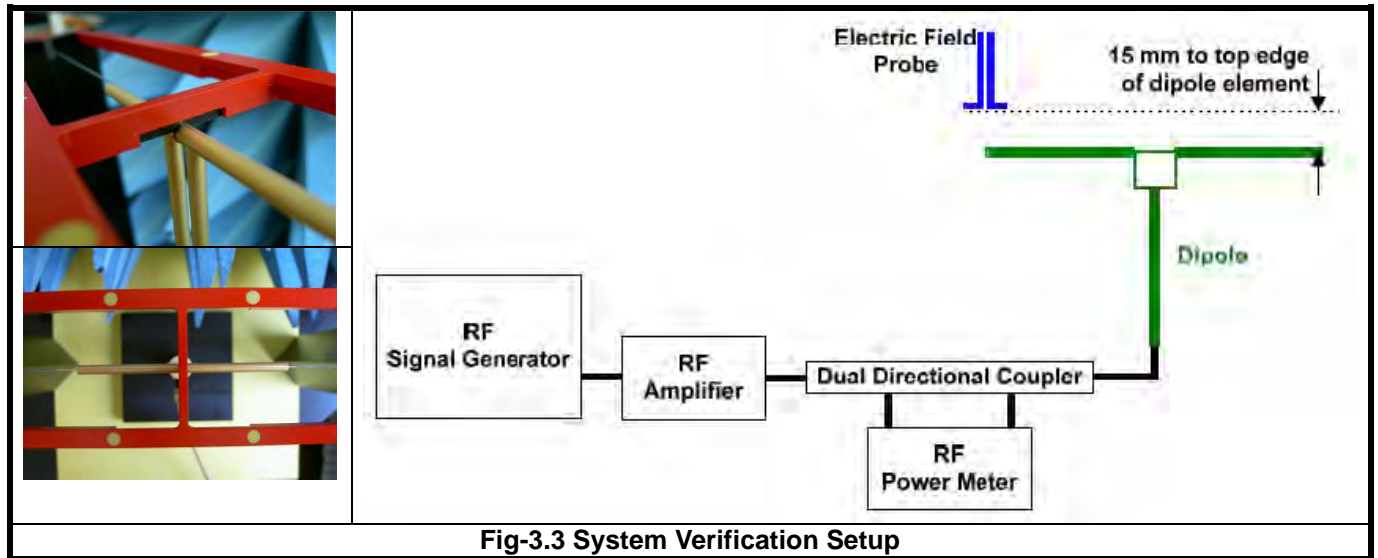 Electric Field
Probe
15 mm to top edge
of dipole element
Dipole
RF
Signal Generator
RF
Amplifier
Dual Directional Coupler
RF
Power Meter
Fig-3.3 System Verification Setup